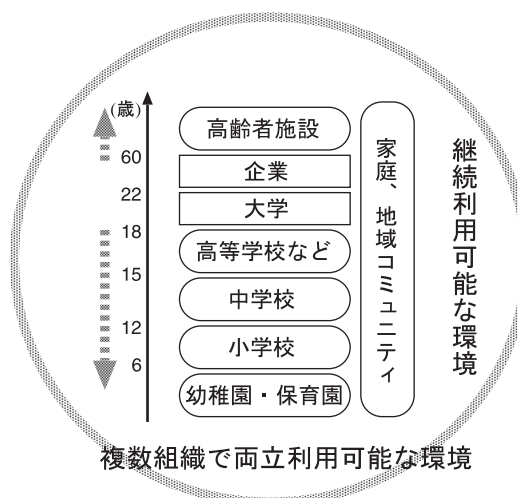 (歳)
高齢者施設
60
企業
22
大学
18
高等学校など
15
中学校
12
小学校
6
幼稚園・保育園
家庭、地域コミュニティ
継続利用可能な環境
複数組織で両立利用可能な環境